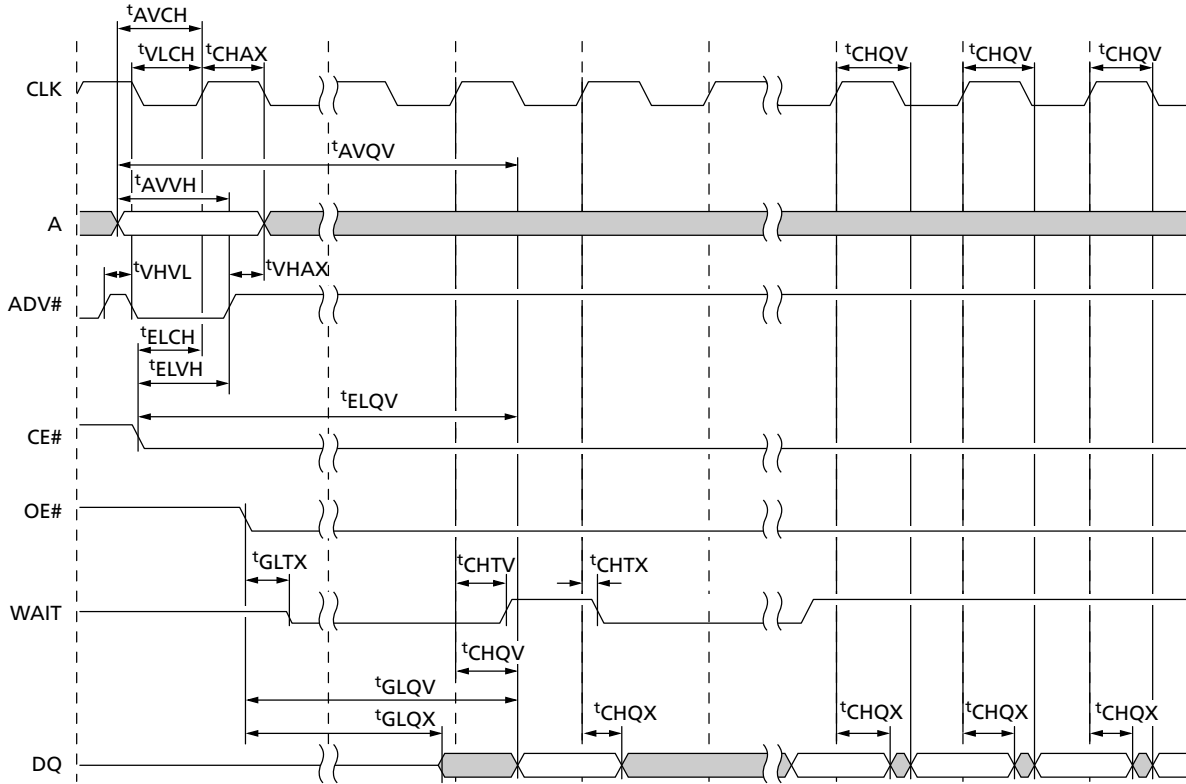 tAVCH
tVLCH tCHAX tCHQV tCHQV tCHQV
CLK
tAVQV
tAVVH
A
tVHVL tVHAX
ADV#
tELCH
tELVH
tELQV
CE#
OE#
tGLTX tCHTV tCHTX
WAIT
tCHQV
tGLQV
tGLQX tCHQX tCHQX tCHQX tCHQX
DQ